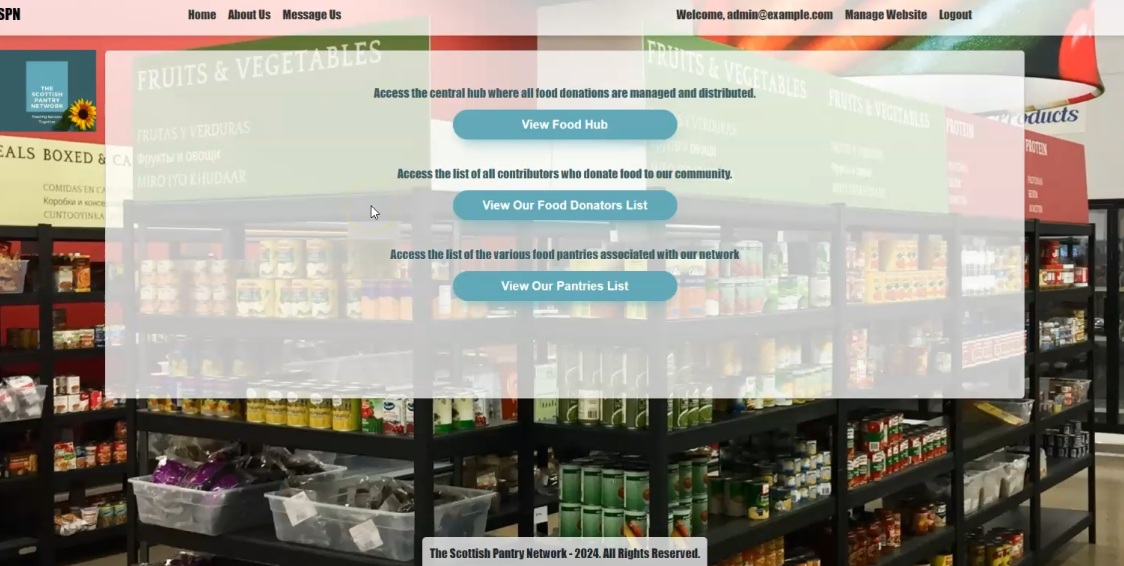 SPN
Home About Us Message Us
Welcome, admin@example.com Manage Website Logout
THE
SCOTTISH
PANTRY
NETWORK
FRUITS & VEGETABLES
FRUTAS Y VERDURAS
Фрукты и овощи
MIRO IYO KHUDAAR
FRUITS & VEGETABLES
Y VERDURAS
FRUITS & VEGETABLES
PROTEIN
PROTEIN
oducts
EALS BOXED & CA
COMIDAS EN CA
Коробки и консе
CUNTOOYINKA
Access the central hub where all food donations are managed and distributed.
View Food Hub
Access the list of all contributors who donate food to our community.
View Our Food Donators List
Access the list of the various food pantries associated with our network
View Our Pantries List
The Scottish Pantry Network - 2024. All Rights Reserved.